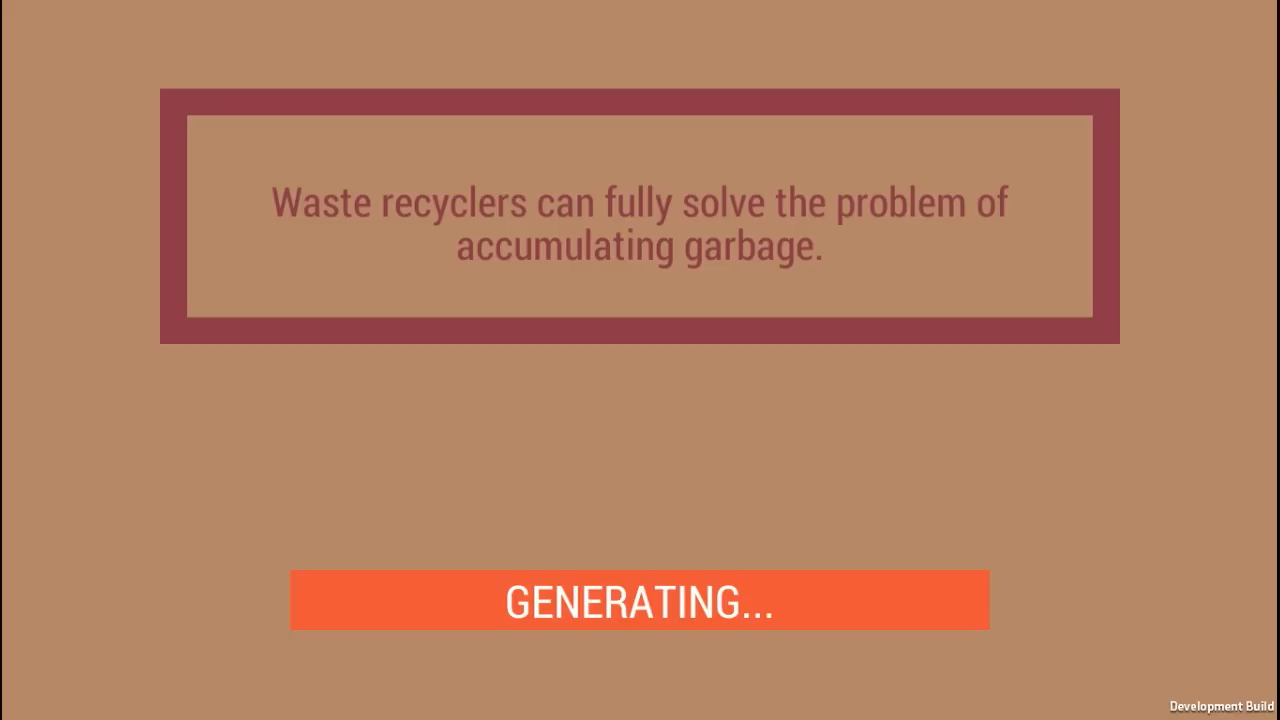 Waste recyclers can fully solve the problem of
accumulating garbage.
GENERATING...
Development Build